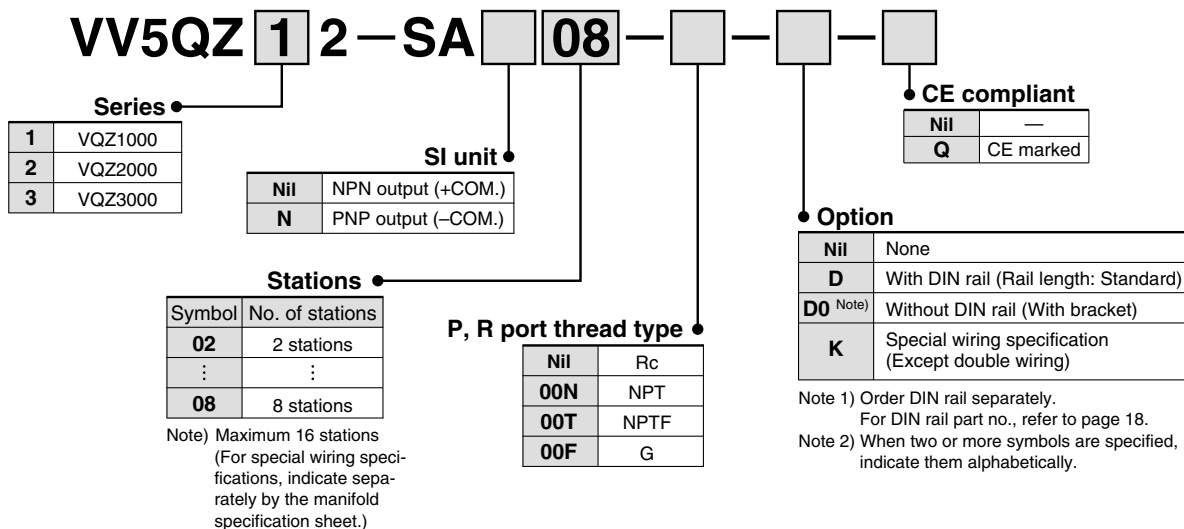 VV5QZ 1 2 — SA 08 — — —
Series
1 VQZ1000
2 VQZ2000
3 VQZ3000
SI unit
Nil NPN output (+COM.)
N PNP output (–COM.)
Stations
Symbol No. of stations
02 2 stations
⋮ ⋮
08 8 stations
Note) Maximum 16 stations
(For special wiring speci-
fications, indicate sepa-
rately by the manifold
specification sheet.)
P, R port thread type
Nil Rc
00N NPT
00T NPTF
00F G
CE compliant
Nil —
Q CE marked
Option
Nil None
D With DIN rail (Rail length: Standard)
D0 Note) Without DIN rail (With bracket)
K Special wiring specification
(Except double wiring)
Note 1) Order DIN rail separately.
For DIN rail part no., refer to page 18.
Note 2) When two or more symbols are specified,
indicate them alphabetically.